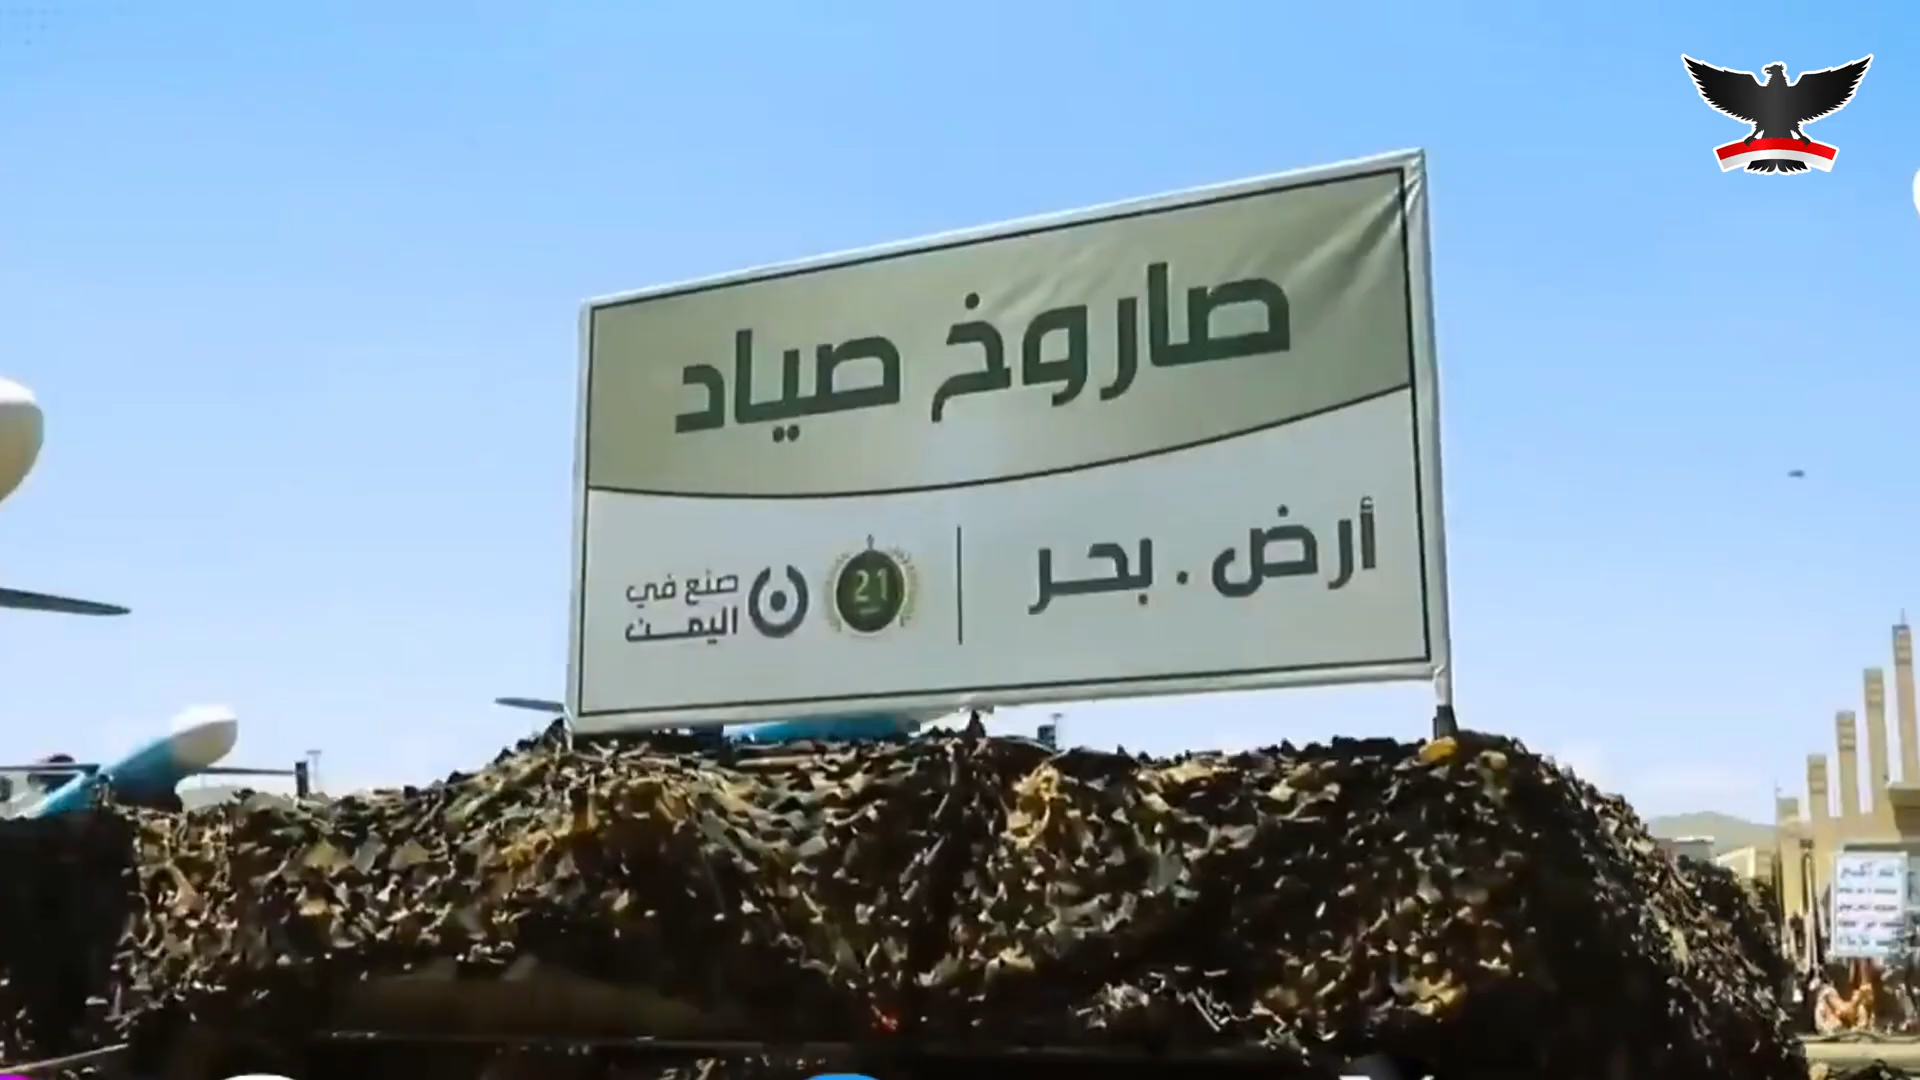 صاروخ صياد
أرض . بحر
21
صنع في
اليمن